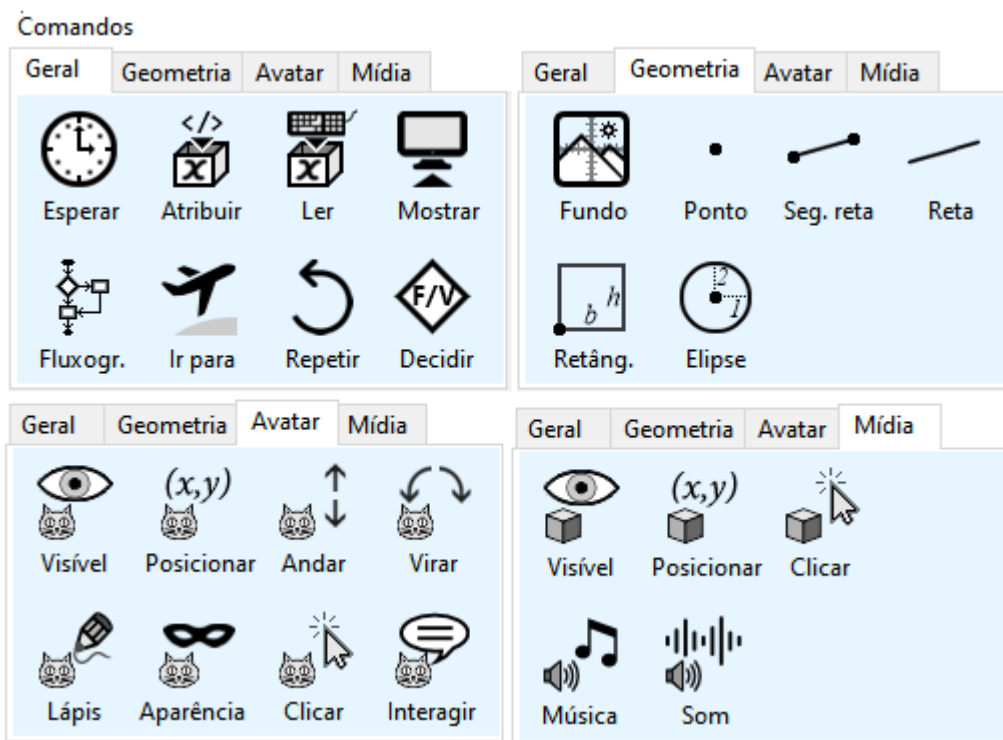 Comandos
Geral Geometria Avatar Mídia
</>
x x
Esperar Atribuir Ler Mostrar
F/V
Fluxogr. Ir para Repetir Decidir
Geral Geometria Avatar Mídia
Fundo Ponto Seg. reta Reta
b h 2 1
Retâng. Elipse
Geral Geometria Avatar Mídia
(x,y)
Visível Posicionar Andar Virar
Lápis Aparência Clicar Interagir
Geral Geometria Avatar Mídia
(x,y)
Visível Posicionar Clicar
Música Som